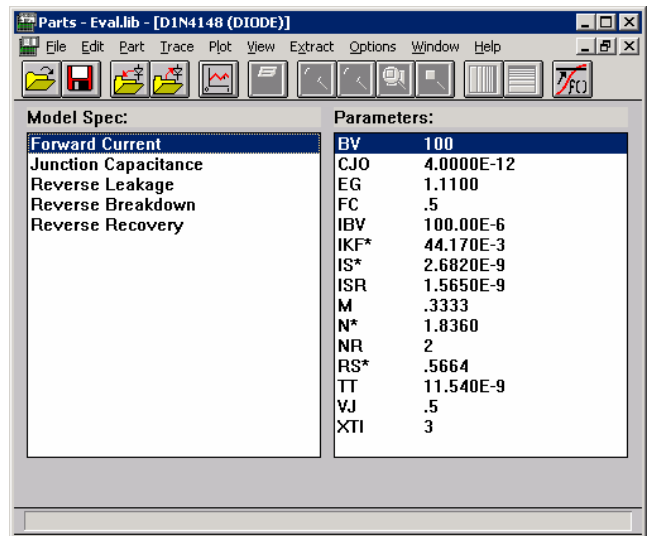 Parts - Eval.lib - [D1N4148 (DIODE)]
File Edit Part Trace Plot View Extract Options Window Help
f()
Model Spec:
Forward Current
Junction Capacitance
Reverse Leakage
Reverse Breakdown
Reverse Recovery
Parameters:
BV 100
CJO 4.0000E-12
EG 1.1100
FC .5
IBV 100.00E-6
IKF* 44.170E-3
IS* 2.6820E-9
ISR 1.5650E-9
M .3333
N* 1.8360
NR 2
RS* .5664
TT 11.540E-9
VJ .5
XTI 3